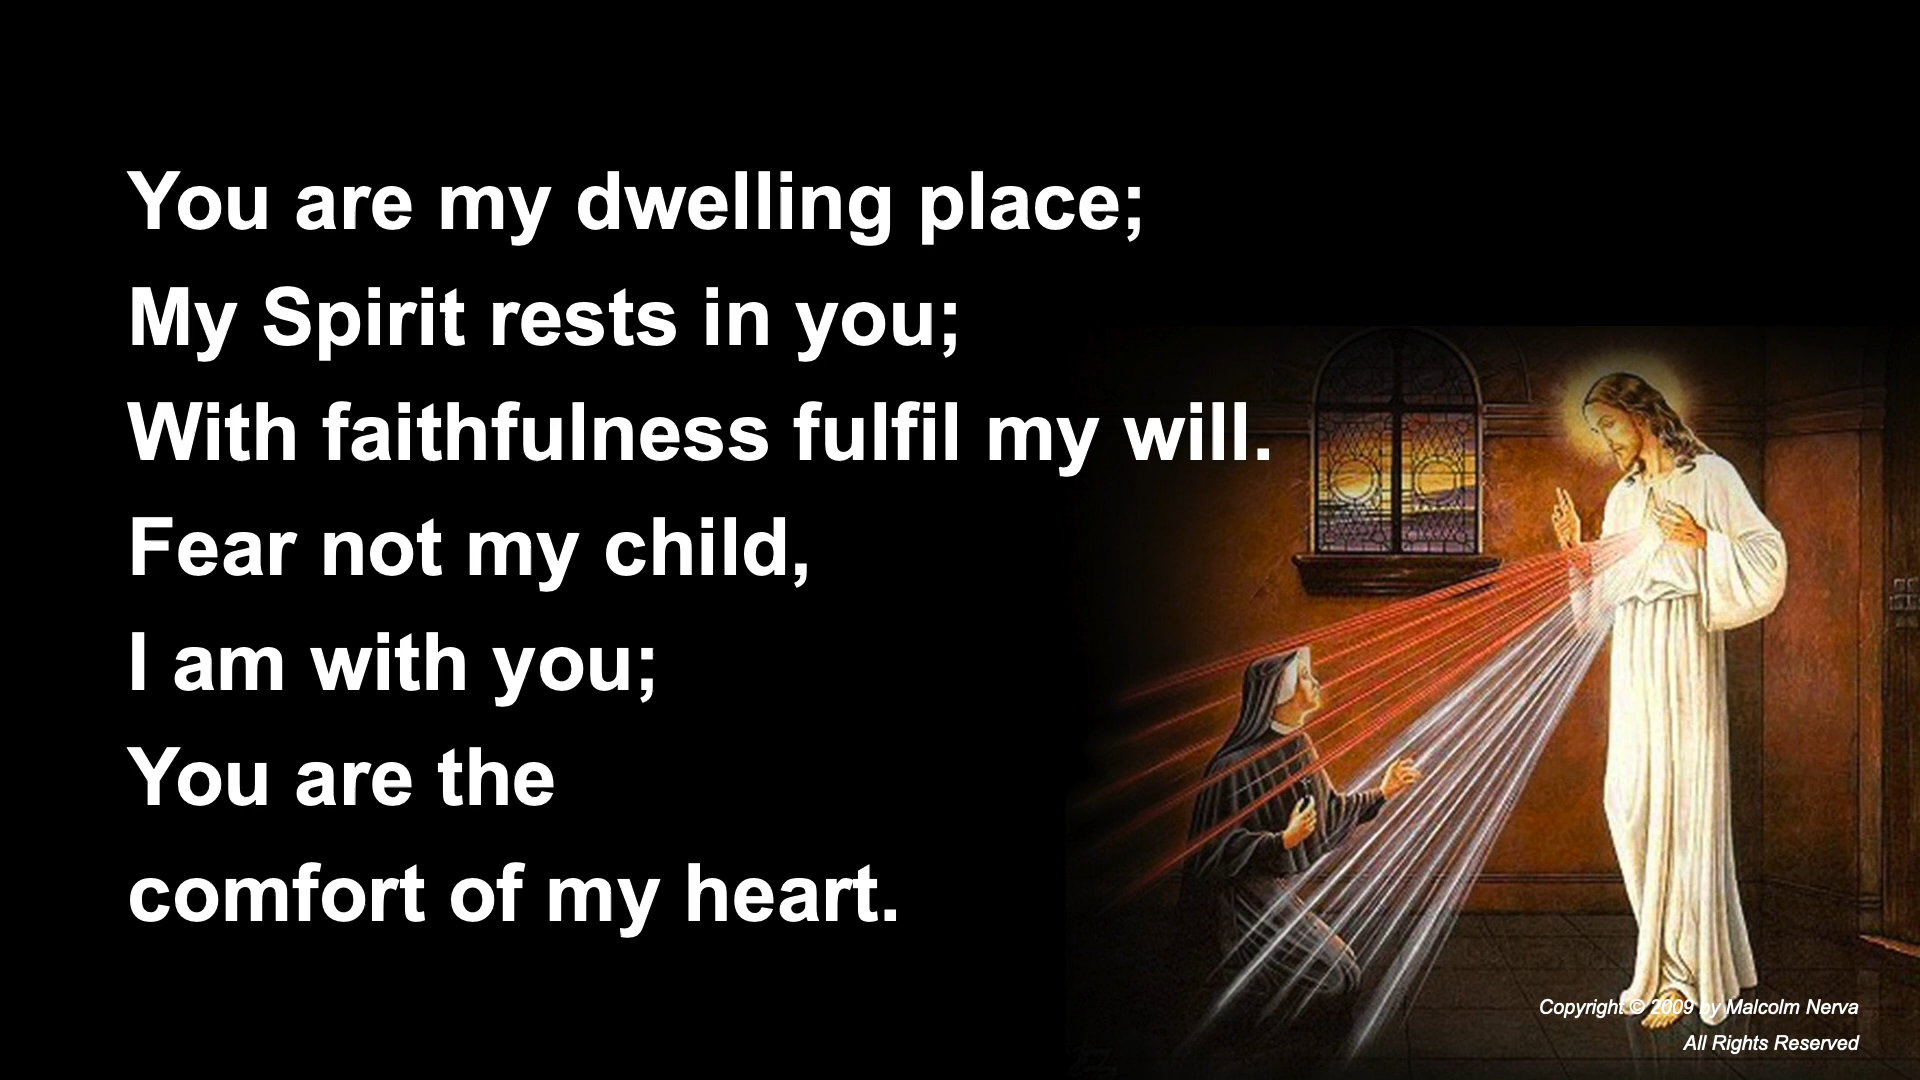 You are my dwelling place;
My Spirit rests in you;
With faithfulness fulfil my will.
Fear not my child,
I am with you;
You are the
comfort of my heart.
Copyright © 2009 by Malcolm Nerva
All Rights Reserved